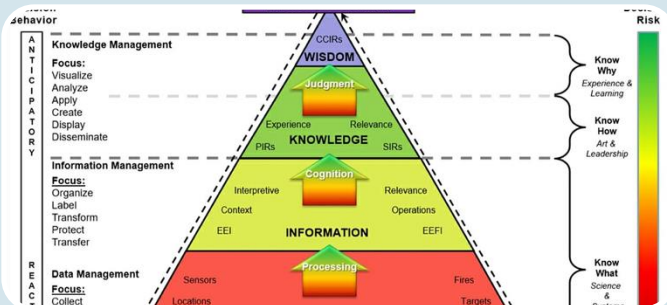 Behavior
Risk
ANTICIPATORY
Knowledge Management
Focus:
Visualize
Analyze
Apply
Create
Display
Disseminate
Information Management
Focus:
Organize
Label
Transform
Protect
Transfer
REACT
Data Management
Focus:
Collect
CCIRs
WISDOM
Judgment
Experience Relevance
KNOWLEDGE
PIRs SIRs
Cognition
Interpretive Relevance
Context Operations
EEI EEFI
INFORMATION
Processing
Sensors Fires
Locations Targets
Know
Why
Experience &
Learning
Know
How
Art &
Leadership
Know
What
Science
&